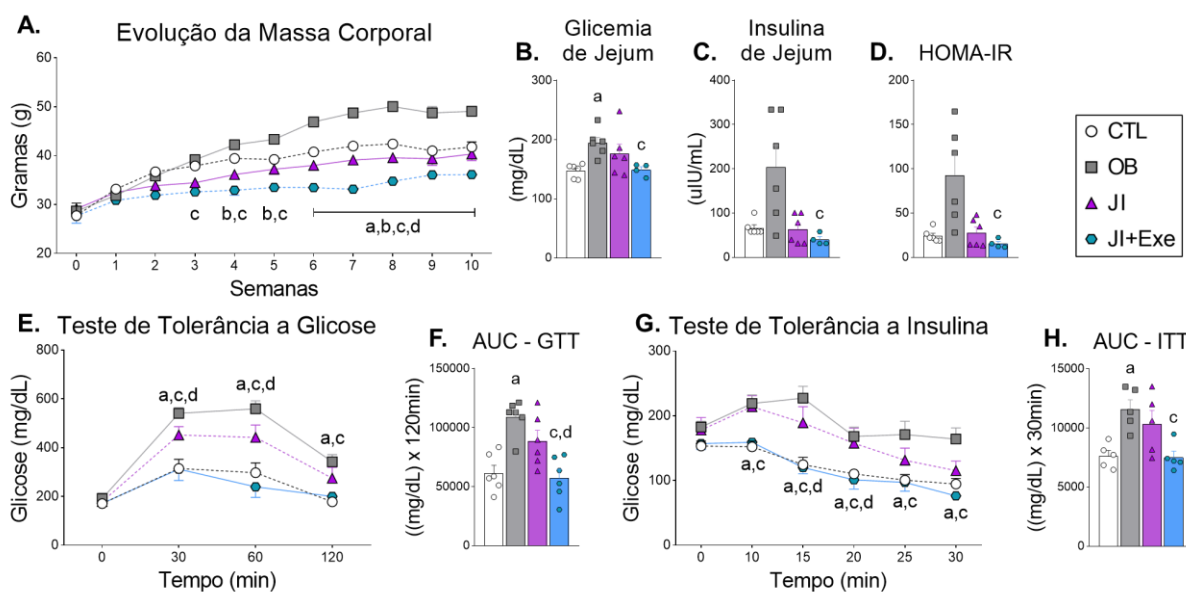 A.
Evolução da Massa Corporal
Gramas (g)
60
50
40
30
20
c
b,c
b,c
a,b,c,d
0 1 2 3 4 5 6 7 8 9 10
Semanas
B.
Glicemia
de Jejum
(mg/dL)
300
200
100
0
a
c
C.
Insulina
de Jejum
(uIU/mL)
400
300
200
100
0
c
D.
HOMA-IR
200
150
100
50
0
c
CTL
OB
JI
JI+Exe
E.
Teste de Tolerância a Glicose
Glicose (mg/dL)
800
600
400
200
0
a,c,d
a,c,d
a,c
0 30 60 120
Tempo (min)
F.
AUC - GTT
((mg/dL) x 120min)
150000
100000
50000
0
a
c,d
G.
Teste de Tolerância a Insulina
Glicose (mg/dL)
300
200
100
0
a,c
a,c,d
a,c,d
a,c
a,c
0 10 15 20 25 30
Tempo (min)
H.
AUC - ITT
((mg/dL) x 30min)
15000
10000
5000
0
a
c